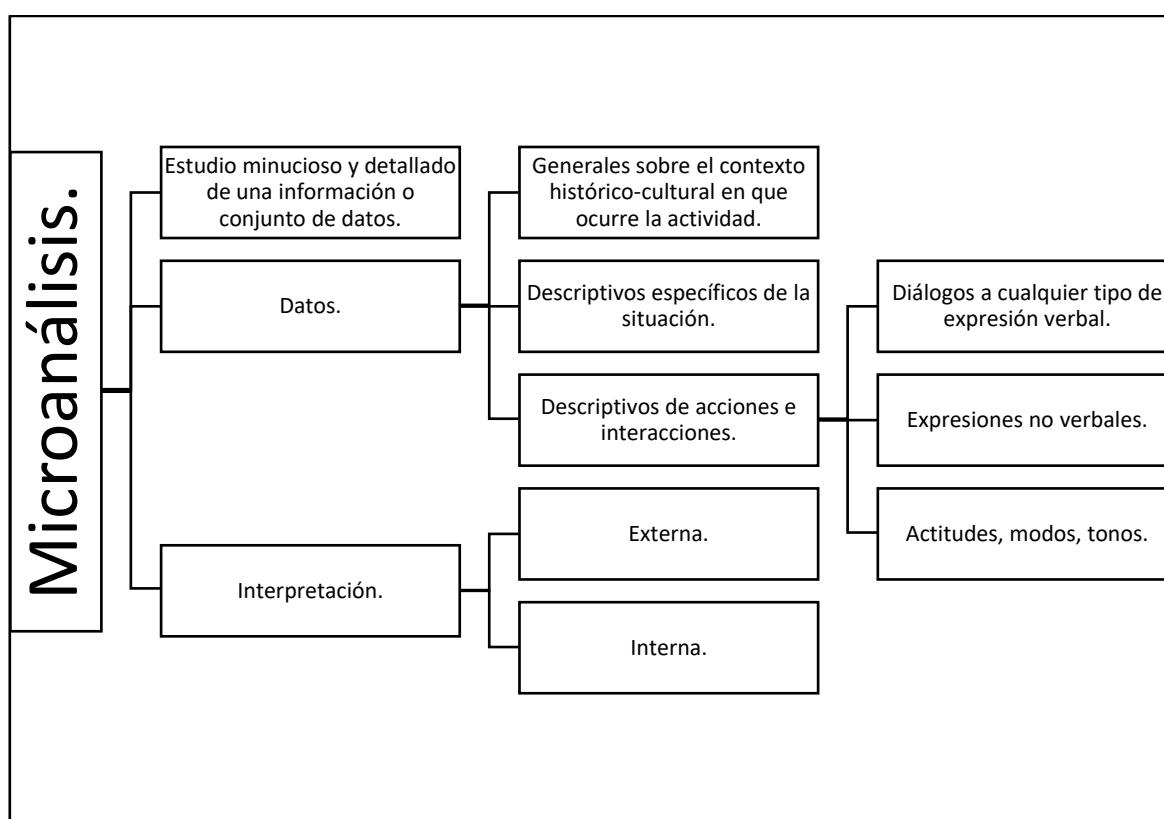 Microanálisis.
Estudio minucioso y detallado
de una información o
conjunto de datos.
Datos.
Generales sobre el contexto
histórico-cultural en que
ocurre la actividad.
Descriptivos específicos de la
situación.
Descriptivos de acciones e
interacciones.
Diálogos a cualquier tipo de
expresión verbal.
Expresiones no verbales.
Actitudes, modos, tonos.
Interpretación.
Externa.
Interna.